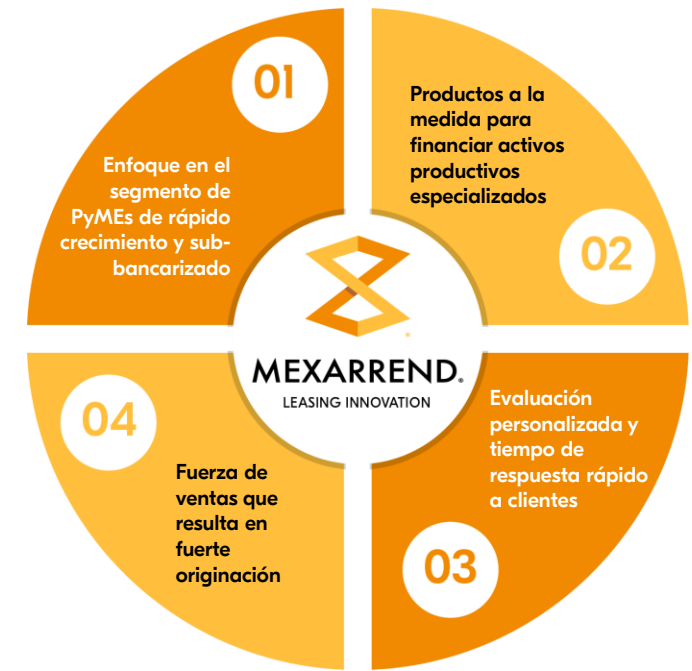 01
Enfoque en el
segmento de
PyMEs de rápido
crecimiento y sub-
bancarizado
Productos a la
medida para
financiar activos
productivos
especializados
02
MEXARREND.
LEASING INNOVATION
Evaluación
personalizada y
tiempo de
respuesta rápido
a clientes
03
04
Fuerza de
ventas que
resulta en
fuerte
originación